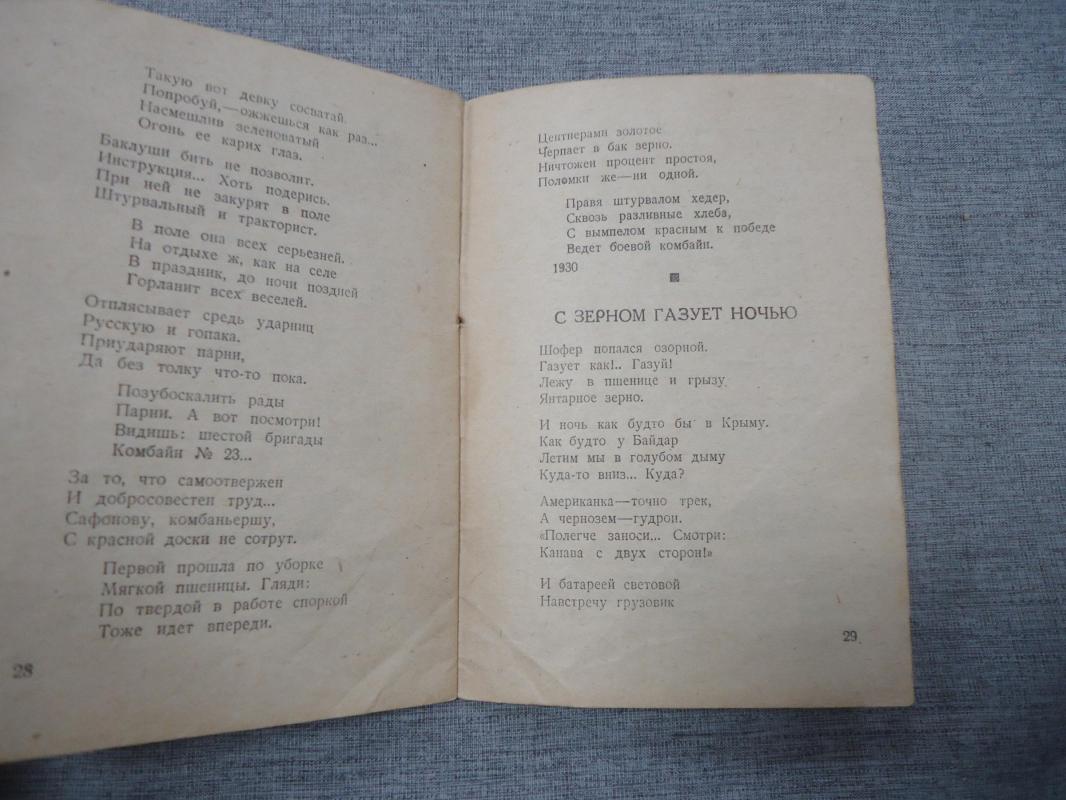 Такую вот девку сосватай.
Попробуй,—ожжешься как раз...
Насмешлив зеленоватый
Огонь ее карих глаз.
Баклуши бить не позволит.
Инструкция... Хоть подерись.
При ней не закурят в поле
Штурвальный и тракторист.
В поле она всех серьезней.
На отдыхе ж, как на селе
В праздник, до ночи поздней
Горланит всех веселей.
Отплясывает средь ударниц
Русскую и гопака.
Приударяют парни,
Да без толку что-то пока.
Позубоскалить рады
Парни. А вот посмотри!
Видишь: шестой бригады
Комбайн № 23...
За то, что самоотвержен
И добросовестен труд...
Сафонову, комбаньершу,
С красной доски не сотрут.
Первой прошла по уборке
Мягкой пшеницы. Гляди:
По твердой в работе споркой
Тоже идет впереди.
28
Центнерами золотое
Черпает в бак зерно.
Ничтожен процент простоя,
Поломки же—ни одной.
Правя штурвалом хедер,
Сквозь разливные хлеба,
С вымпелом красным к победе
Ведет боевой комбайн.
1930
С ЗЕРНОМ ГАЗУЕТ НОЧЬЮ
Шофер попался озорной.
Газует как!.. Газуй!
Лежу в пшенице и грызу
Янтарное зерно.
И ночь как будто бы в Крыму.
Как будто у Байдар
Летим мы в голубом дыму
Куда-то вниз... Куда?
Американка—точно трек,
А чернозем—гудрон.
«Полегче заноси... Смотри:
Канава с двух сторон!»
И батареей световой
Навстречу грузовик
29